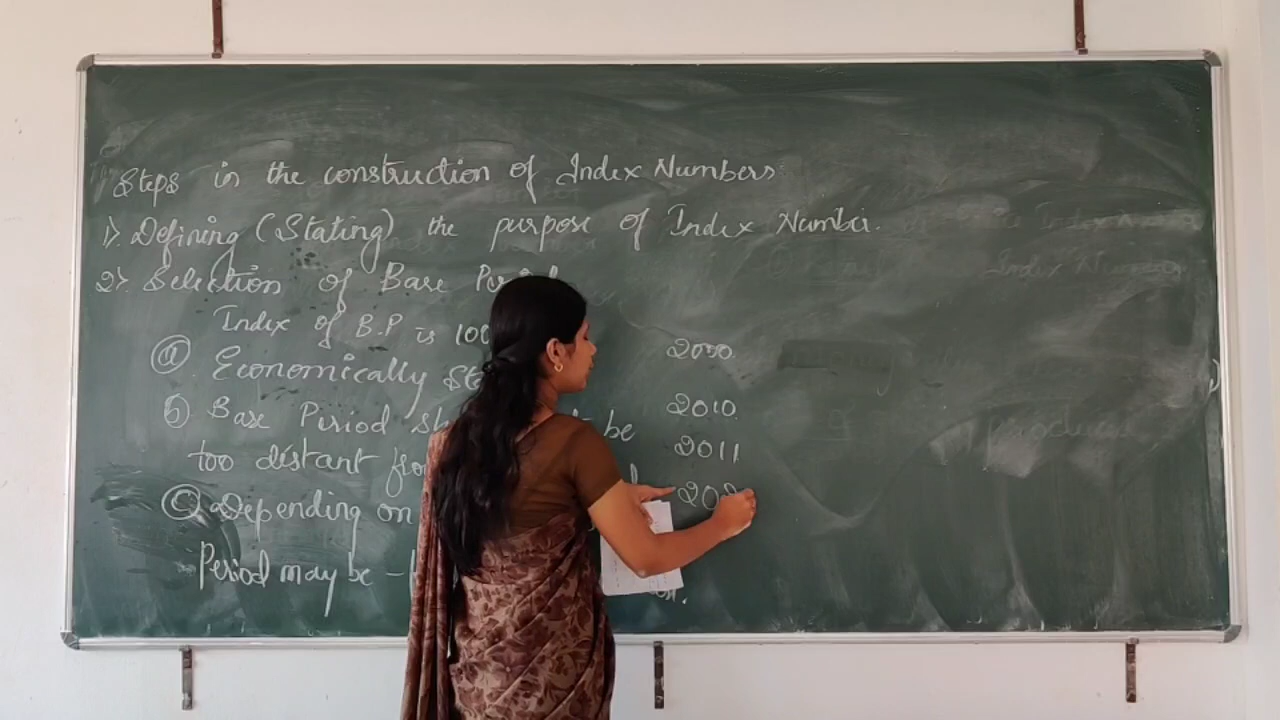 Steps in the construction of Index Numbers
1). Defining (Stating) the purpose of Index Number.
2). Selection of Base
Index of B.P is 100
(a) Economically
(b) Base Period be
too distant
(c) Depending on
Period may be -
2000.
2010.
2011